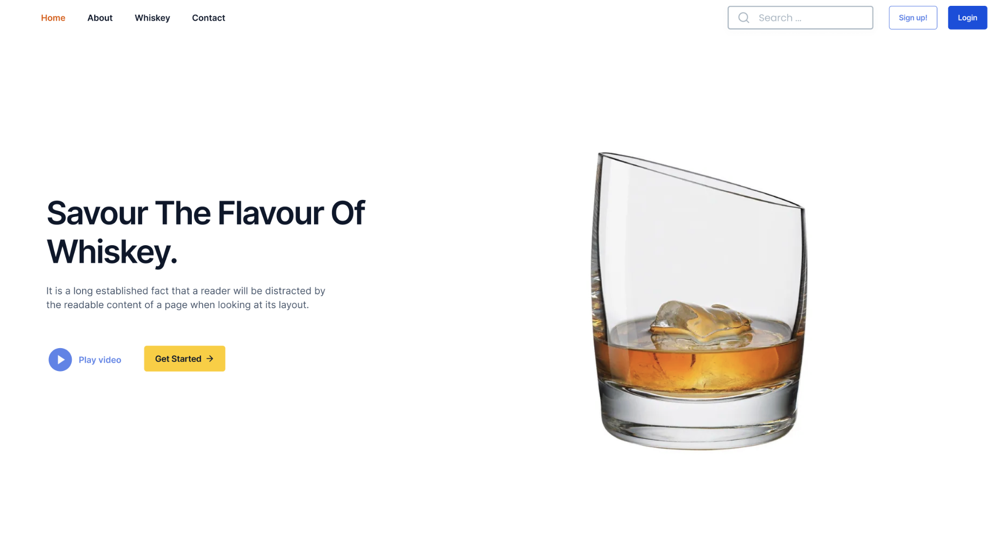 Home
About
Whiskey
Contact
Search ...
Sign up!
Login
Savour The Flavour Of
Whiskey.
It is a long established fact that a reader will be distracted by
the readable content of a page when looking at its layout.
Play video
Get Started →